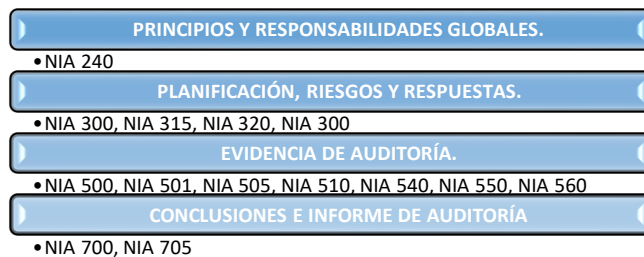 PRINCIPIOS Y RESPONSABILIDADES GLOBALES.
•NIA 240
PLANIFICACIÓN, RIESGOS Y RESPUESTAS.
•NIA 300, NIA 315, NIA 320, NIA 300
EVIDENCIA DE AUDITORÍA.
•NIA 500, NIA 501, NIA 505, NIA 510, NIA 540, NIA 550, NIA 560
CONCLUSIONES E INFORME DE AUDITORÍA
•NIA 700, NIA 705